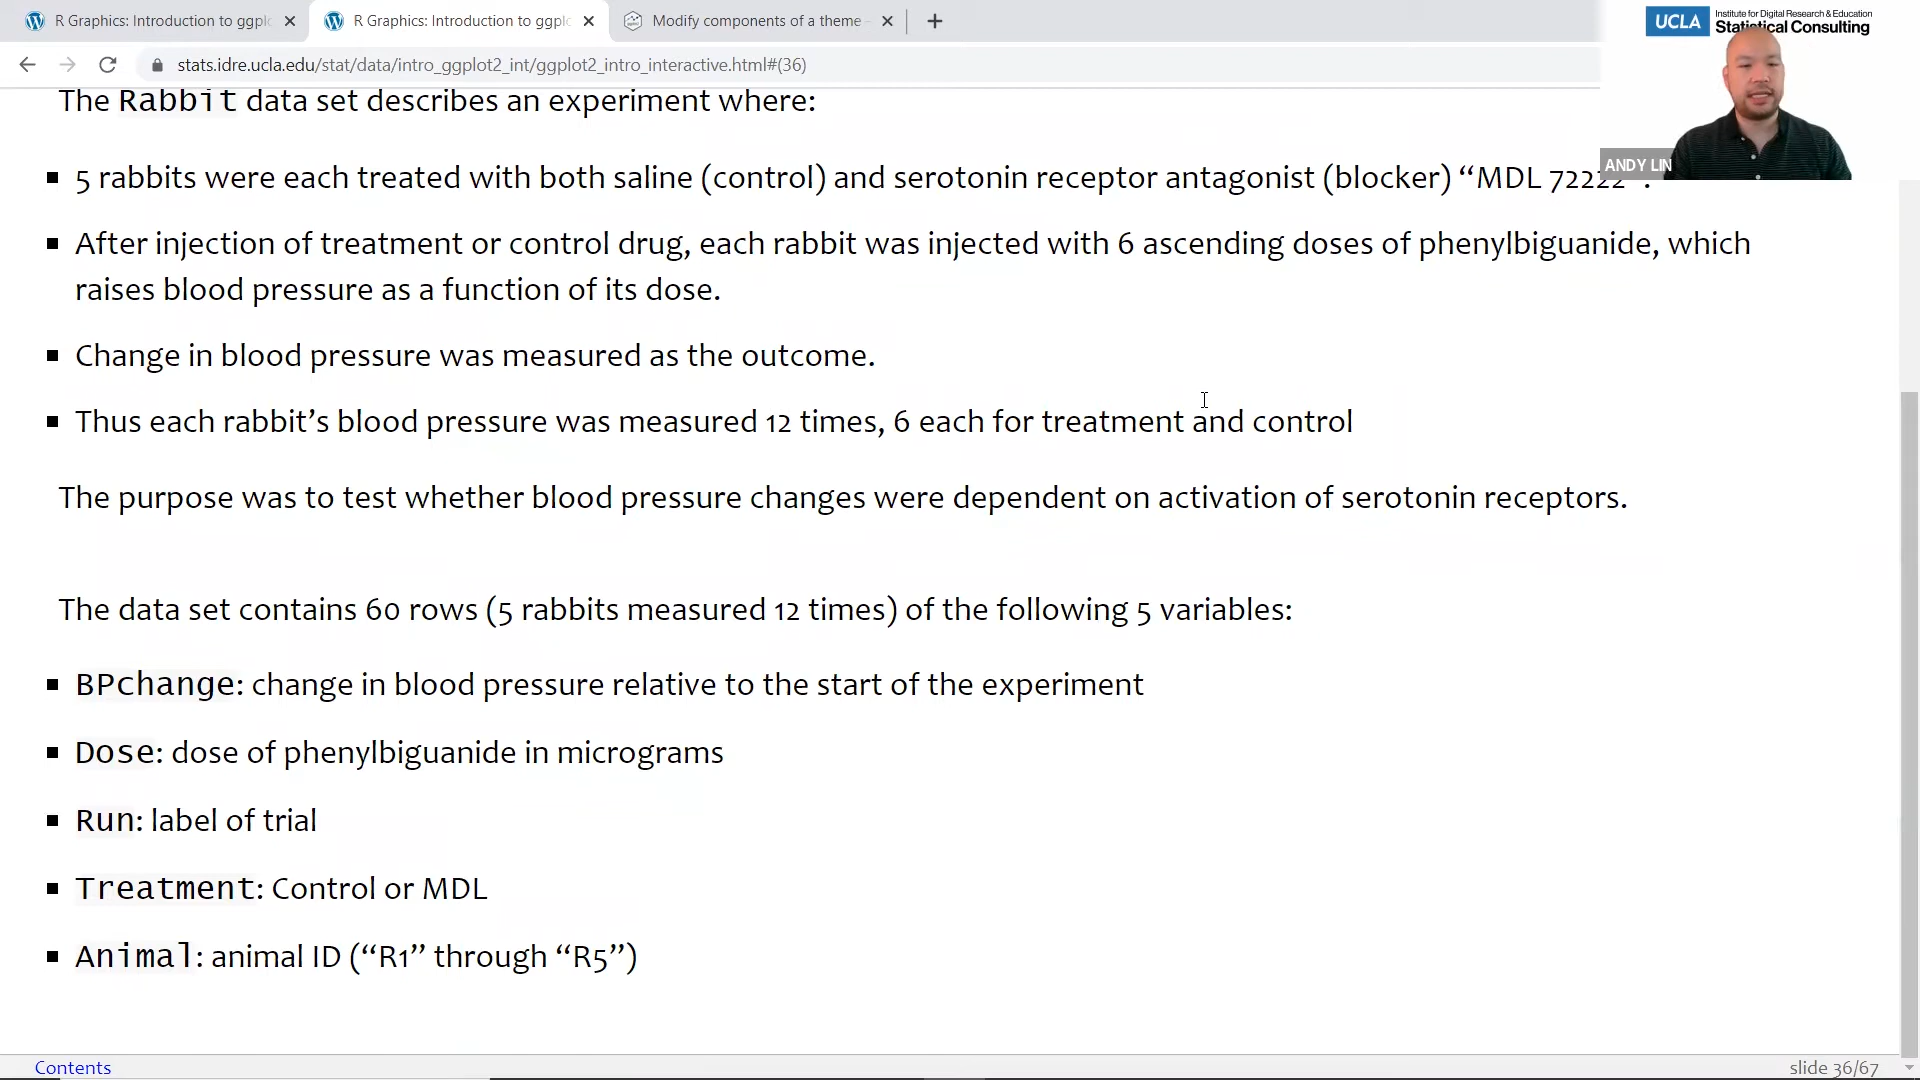 R Graphics: Introduction to ggpl
R Graphics: Introduction to ggpl
Modify components of a theme
UCLA
Institute for Digital Research & Education
Statistical Consulting
stats.idre.ucla.edu/stat/data/intro_ggplot2_int/ggplot2_intro_interactive.html#(36)
ANDY LIN
The Rabbit data set describes an experiment where:
▪ 5 rabbits were each treated with both saline (control) and serotonin receptor antagonist (blocker) “MDL 72222”.
▪ After injection of treatment or control drug, each rabbit was injected with 6 ascending doses of phenylbiguanide, which
raises blood pressure as a function of its dose.
▪ Change in blood pressure was measured as the outcome.
▪ Thus each rabbit’s blood pressure was measured 12 times, 6 each for treatment and control
The purpose was to test whether blood pressure changes were dependent on activation of serotonin receptors.
The data set contains 60 rows (5 rabbits measured 12 times) of the following 5 variables:
▪ BPchange: change in blood pressure relative to the start of the experiment
▪ Dose: dose of phenylbiguanide in micrograms
▪ Run: label of trial
▪ Treatment: Control or MDL
▪ Animal: animal ID (“R1” through “R5”)
Contents
slide 36/67